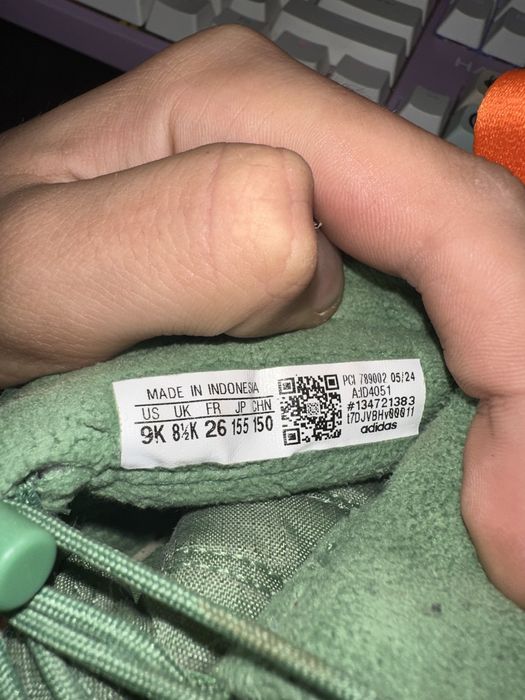 MADE IN INDONESIA
US UK FR JP CHN
9K 8½K 26 155 150
PCI 789002 05/24
#134721383
t7DJVBHv00011
adidas